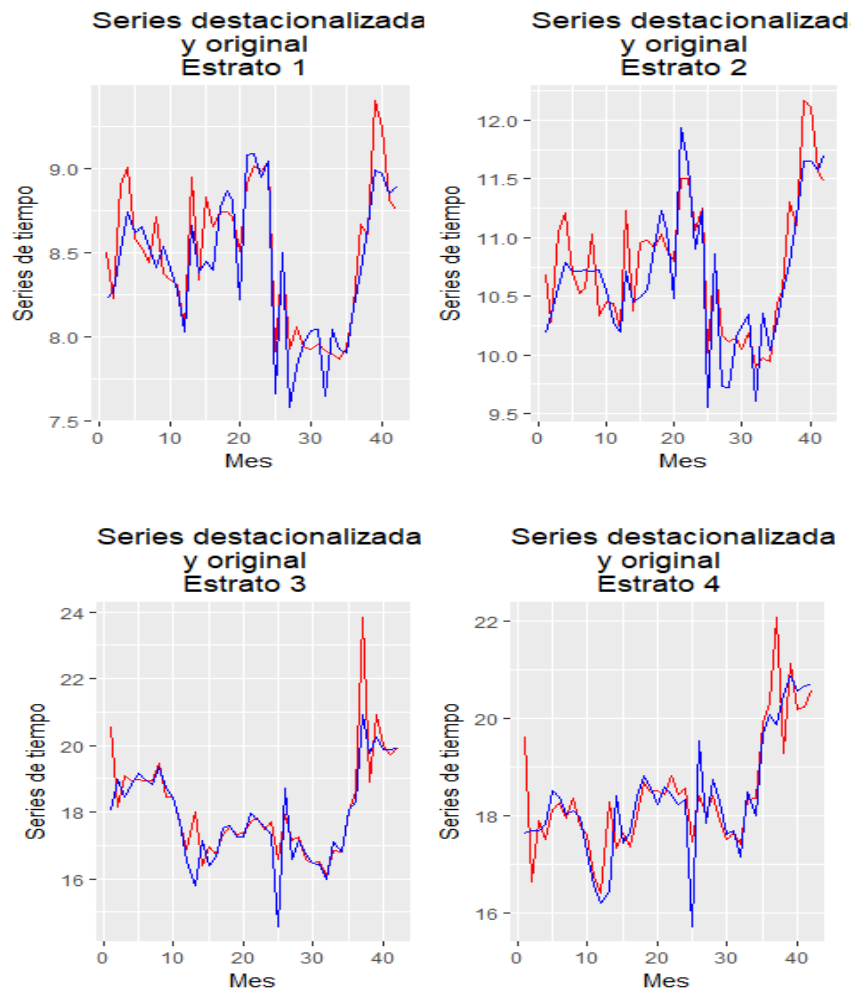 Series destacionalizada
y original
Estrato 1
Series de tiempo
9.0
8.5
8.0
7.5
0 10 20 30 40
Mes
Series destacionalizad
y original
Estrato 2
Series de tiempo
12.0
11.5
11.0
10.5
10.0
9.5
0 10 20 30 40
Mes
Series destacionalizada
y original
Estrato 3
Series de tiempo
24
22
20
18
16
0 10 20 30 40
Mes
Series destacionalizada
y original
Estrato 4
Series de tiempo
22
20
18
16
0 10 20 30 40
Mes